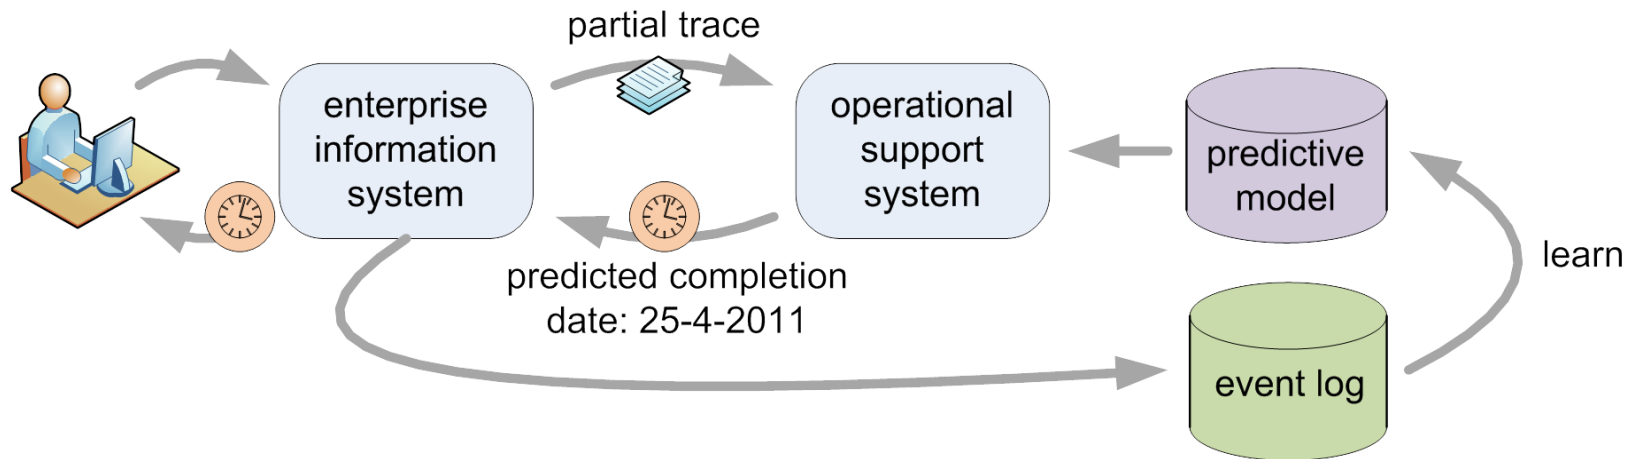 partial trace
enterprise
information
system
operational
support
system
predictive
model
learn
predicted completion
date: 25-4-2011
event log